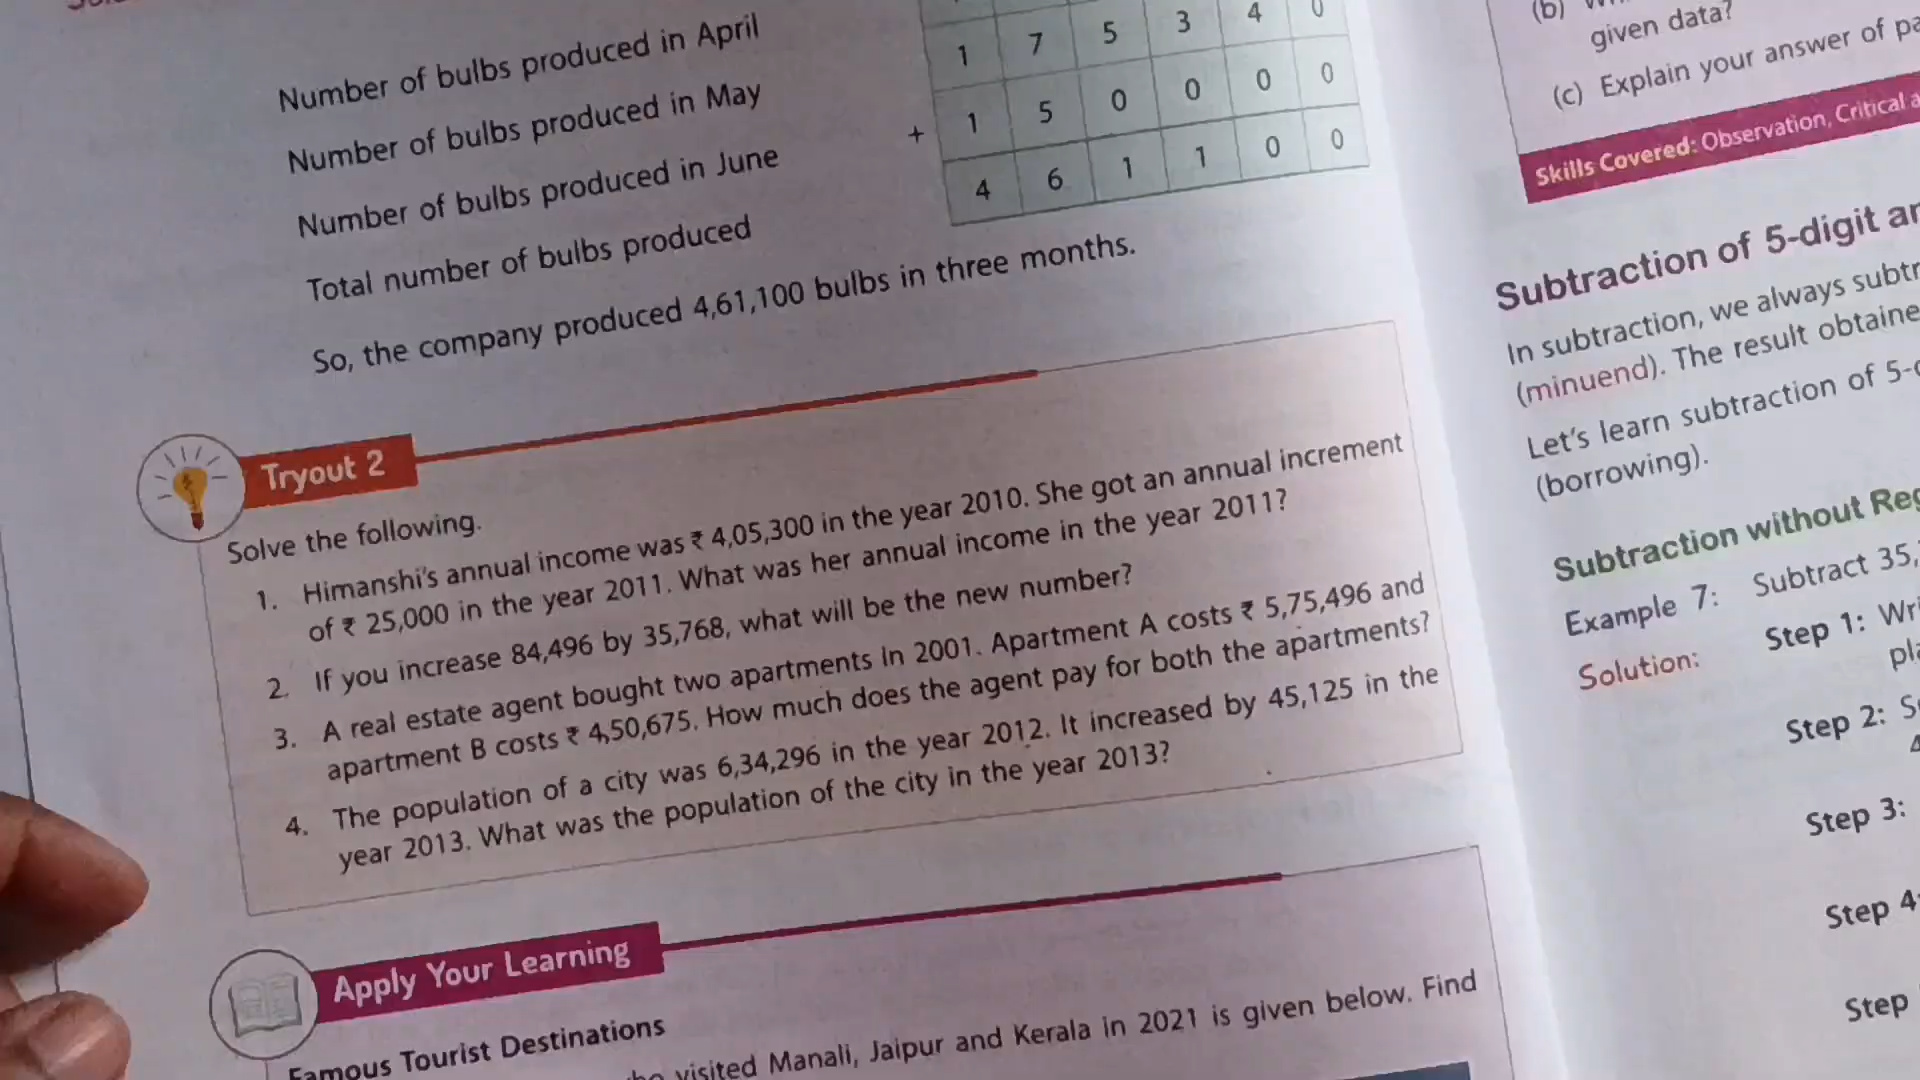 Number of bulbs produced in April
Number of bulbs produced in May
Number of bulbs produced in June
Total number of bulbs produced
1 7 5 3 4 0
+ 1 5 0 0 0 0
4 6 1 1 0 0
So, the company produced 4,61,100 bulbs in three months.
Tryout 2
Solve the following.
1. Himanshi's annual income was ₹ 4,05,300 in the year 2010. She got an annual increment
of ₹ 25,000 in the year 2011. What was her annual income in the year 2011?
2. If you increase 84,496 by 35,768, what will be the new number?
3. A real estate agent bought two apartments in 2001. Apartment A costs ₹ 5,75,496 and
apartment B costs ₹ 4,50,675. How much does the agent pay for both the apartments?
4. The population of a city was 6,34,296 in the year 2012. It increased by 45,125 in the
year 2013. What was the population of the city in the year 2013?
Apply Your Learning
Famous Tourist Destinations
visited Manali, Jaipur and Kerala in 2021 is given below. Find
(b)
given data?
(c) Explain your answer of
Skills Covered: Observation, Critical
Subtraction of 5-digit
In subtraction, we always
(minuend). The result
Let's learn subtraction of
(borrowing).
Subtraction without
Example 7: Subtract
Solution: Step 1:
Step 2:
Step 3:
Step 4:
Step